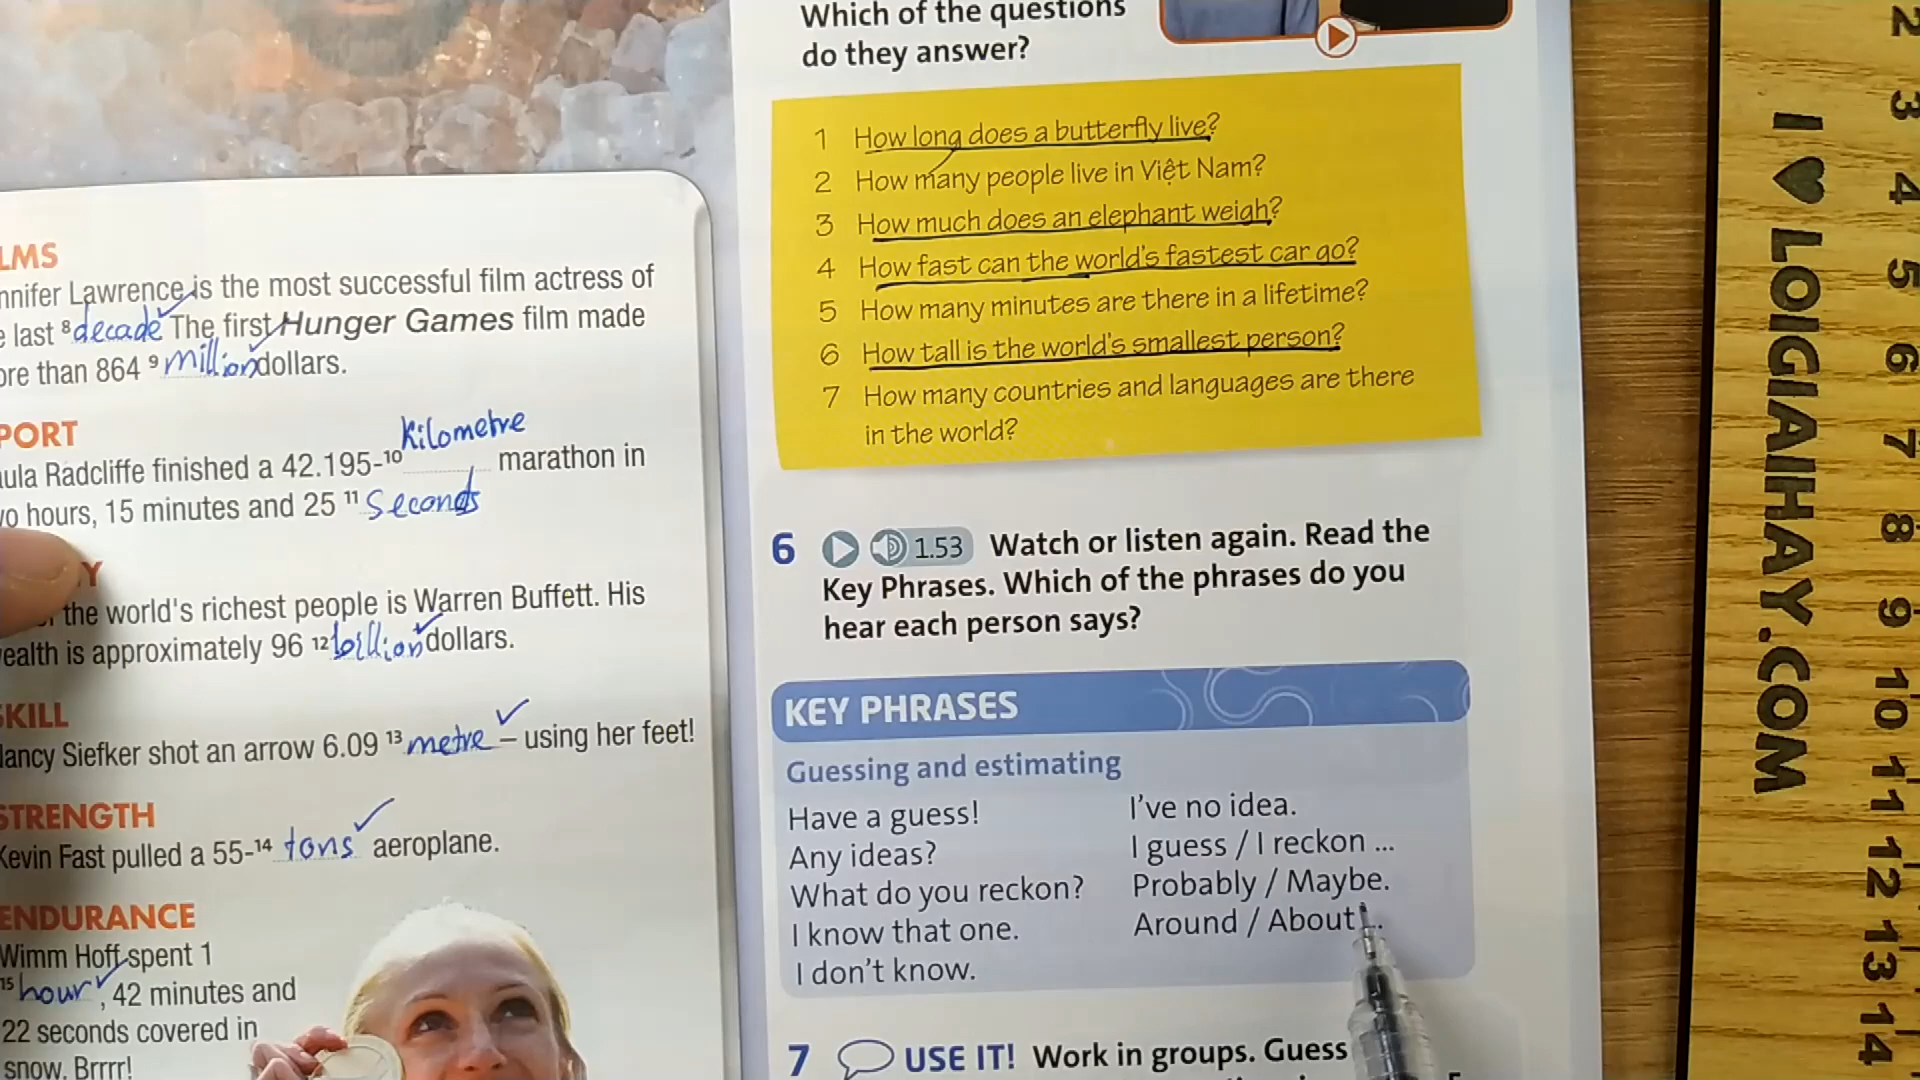 LMS
nnifer Lawrence is the most successful film actress of
e last ⁸decade The first Hunger Games film made
ore than 864 ⁹million dollars.
PORT
ula Radcliffe finished a 42.195-¹⁰ kilometre marathon in
vo hours, 15 minutes and 25 ¹¹ Seconds
Y
the world's richest people is Warren Buffett. His
ealth is approximately 96 ¹² billion dollars.
SKILL
Nancy Siefker shot an arrow 6.09 ¹³ metre – using her feet!
STRENGTH
Kevin Fast pulled a 55-¹⁴ tons aeroplane.
ENDURANCE
Wimm Hoff spent 1
¹⁵ hour, 42 minutes and
22 seconds covered in
snow. Brrrr!
Which of the questions
do they answer?
1 How long does a butterfly live?
2 How many people live in Việt Nam?
3 How much does an elephant weigh?
4 How fast can the world's fastest car go?
5 How many minutes are there in a lifetime?
6 How tall is the world's smallest person?
7 How many countries and languages are there
in the world?
6 1.53 Watch or listen again. Read the
Key Phrases. Which of the phrases do you
hear each person says?
KEY PHRASES
Guessing and estimating
Have a guess!
Any ideas?
What do you reckon?
I know that one.
I don't know.
I've no idea.
I guess / I reckon ...
Probably / Maybe.
Around / About ...
7 USE IT! Work in groups. Guess
I ♥ LOIGIAIHAY.COM
2 3 4 5 6 7 8 9 10 11 12 13 14